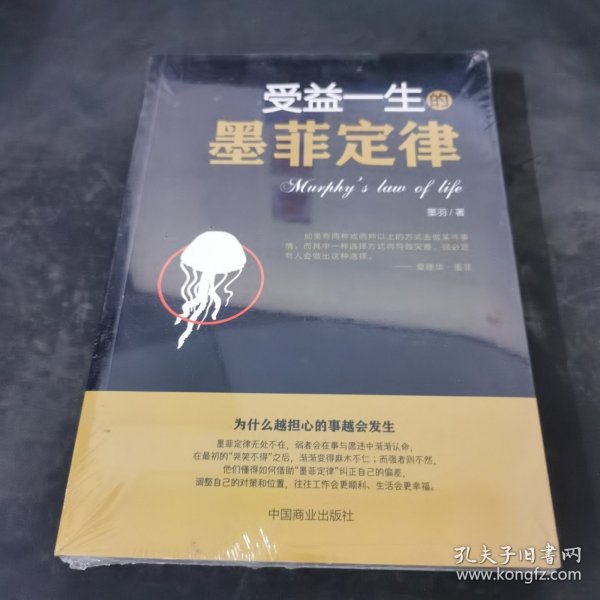 受益一生的
墨菲定律
Murphy's law of life
墨羽/著
如果有两种或两种以上的方式去做某件事
情，而其中一种选择方式将导致灾难，则必定
有人会做出这种选择。
——爱德华·墨菲
为什么越担心的事越会发生
墨菲定律无处不在，弱者会在事与愿违中渐渐认命，
在最初的“哭笑不得”之后，渐渐变得麻木不仁；而强者则不然，
他们懂得如何借助“墨菲定律”纠正自己的偏差，
调整自己的对策和位置，往往工作会更顺利、生活会更幸福。
中国商业出版社
孔夫子旧书网
www.kongfz.com